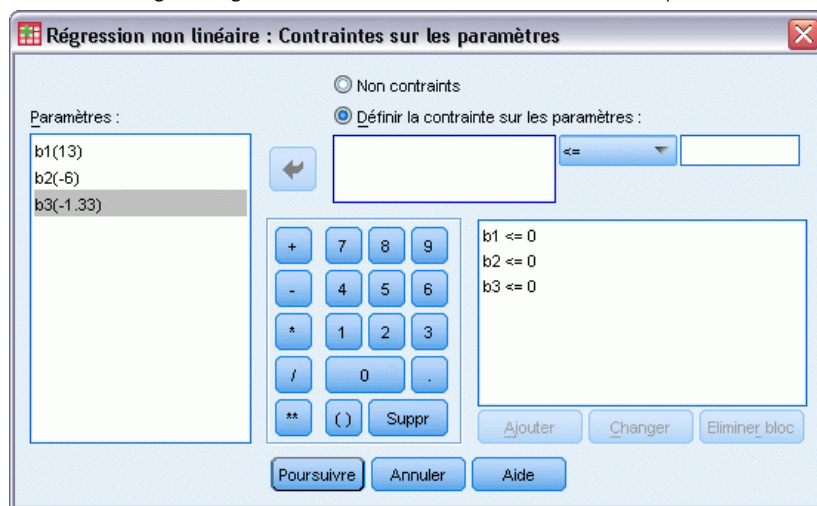 Régression non linéaire : Contraintes sur les paramètres
Non contraints
Paramètres :
Définir la contrainte sur les paramètres :
b1(13)
b2(-6)
b3(-1.33)
<=
+ 7 8 9
- 4 5 6
* 1 2 3
/ 0 .
** ( ) Suppr
b1 <= 0
b2 <= 0
b3 <= 0
Ajouter Changer Eliminer bloc
Poursuivre Annuler Aide